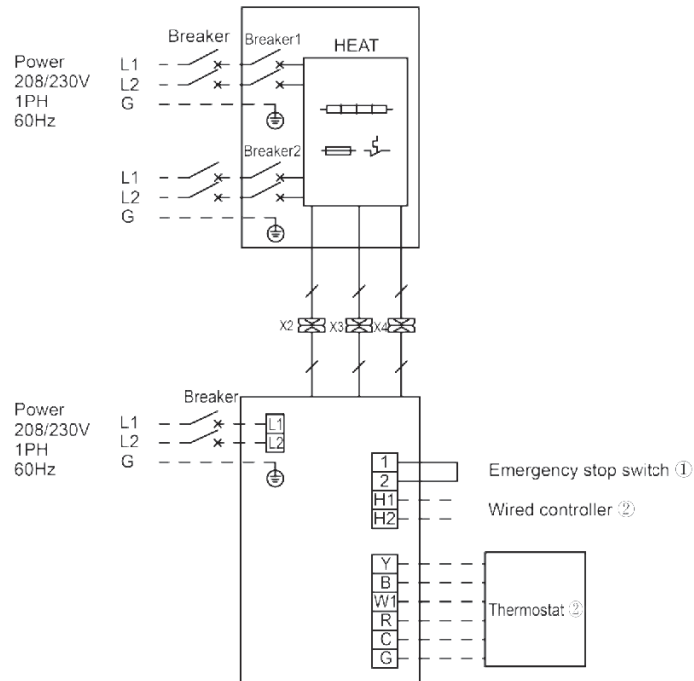 Breaker
Breaker1
HEAT
Power
208/230V
1PH
60Hz
L1
L2
G
Breaker2
L1
L2
G
X2
X3
X4
Breaker
Power
208/230V
1PH
60Hz
L1
L2
G
L1
L2
1
2
H1
H2
Emergency stop switch ①
Wired controller ②
Y
B
W1
R
C
G
Thermostat ②